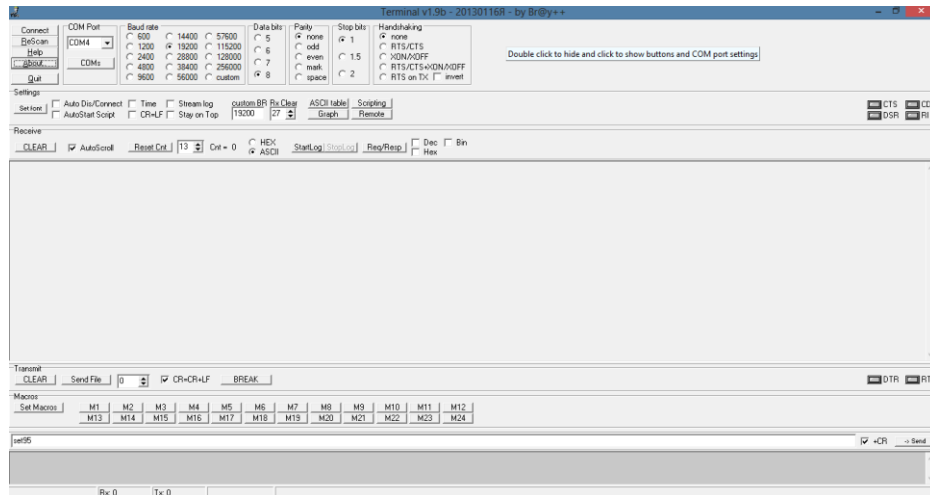 Terminal v1.9b - 20130116Я - by Br@y++
Connect
ReScan
Help
About..
Quit
COM Port
COM4
COMs
Baud rate
600 14400 57600
1200 19200 115200
2400 28800 128000
4800 38400 256000
9600 56000 custom
Data bits
5
6
7
8
Parity
none
odd
even
mark
space
Stop bits
1
1.5
2
Handshaking
none
RTS/CTS
XON/XOFF
RTS/CTS+XON/XOFF
RTS on TX invert
Double click to hide and click to show buttons and COM port settings
Settings
Set font
Auto Dis/Connect Time Stream log
AutoStart Script CR=LF Stay on Top
custom BR Rx Clear
19200 27
ASCII table Scripting
Graph Remote
CTS CD
DSR RI
Receive
CLEAR AutoScroll Reset Cnt 13 Cnt = 0
HEX
ASCII
StartLog StopLog Req/Resp
Dec Bin
Hex
Transmit
CLEAR Send File 0 CR=CR+LF BREAK
DTR RT
Macros
Set Macros
M1 M2 M3 M4 M5 M6 M7 M8 M9 M10 M11 M12
M13 M14 M15 M16 M17 M18 M19 M20 M21 M22 M23 M24
set95
+CR -> Send
Rx: 0 Tx: 0